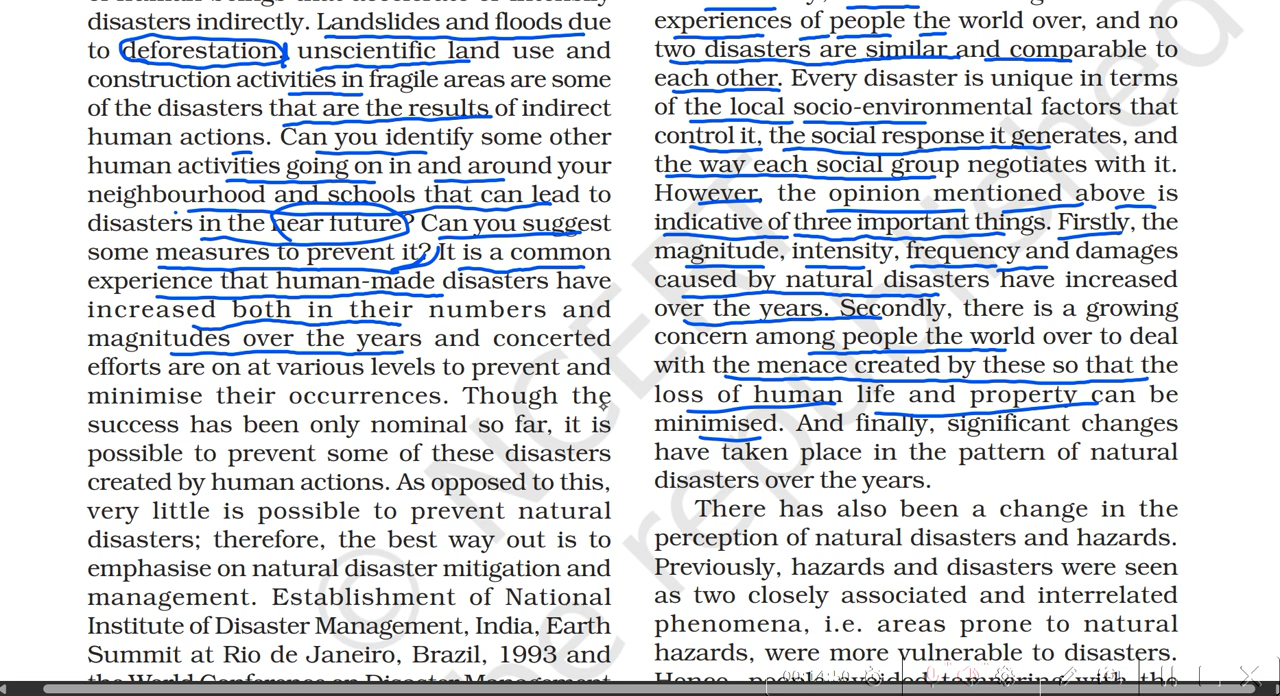 disasters indirectly. Landslides and floods due
to deforestation, unscientific land use and
construction activities in fragile areas are some
of the disasters that are the results of indirect
human actions. Can you identify some other
human activities going on in and around your
neighbourhood and schools that can lead to
disasters in the near future? Can you suggest
some measures to prevent it? It is a common
experience that human-made disasters have
increased both in their numbers and
magnitudes over the years and concerted
efforts are on at various levels to prevent and
minimise their occurrences. Though the
success has been only nominal so far, it is
possible to prevent some of these disasters
created by human actions. As opposed to this,
very little is possible to prevent natural
disasters; therefore, the best way out is to
emphasise on natural disaster mitigation and
management. Establishment of National
Institute of Disaster Management, India, Earth
Summit at Rio de Janeiro, Brazil, 1993 and
experiences of people the world over, and no
two disasters are similar and comparable to
each other. Every disaster is unique in terms
of the local socio-environmental factors that
control it, the social response it generates, and
the way each social group negotiates with it.
However, the opinion mentioned above is
indicative of three important things. Firstly, the
magnitude, intensity, frequency and damages
caused by natural disasters have increased
over the years. Secondly, there is a growing
concern among people the world over to deal
with the menace created by these so that the
loss of human life and property can be
minimised. And finally, significant changes
have taken place in the pattern of natural
disasters over the years.
There has also been a change in the
perception of natural disasters and hazards.
Previously, hazards and disasters were seen
as two closely associated and interrelated
phenomena, i.e. areas prone to natural
hazards, were more vulnerable to disasters.
© NCERT
be republished